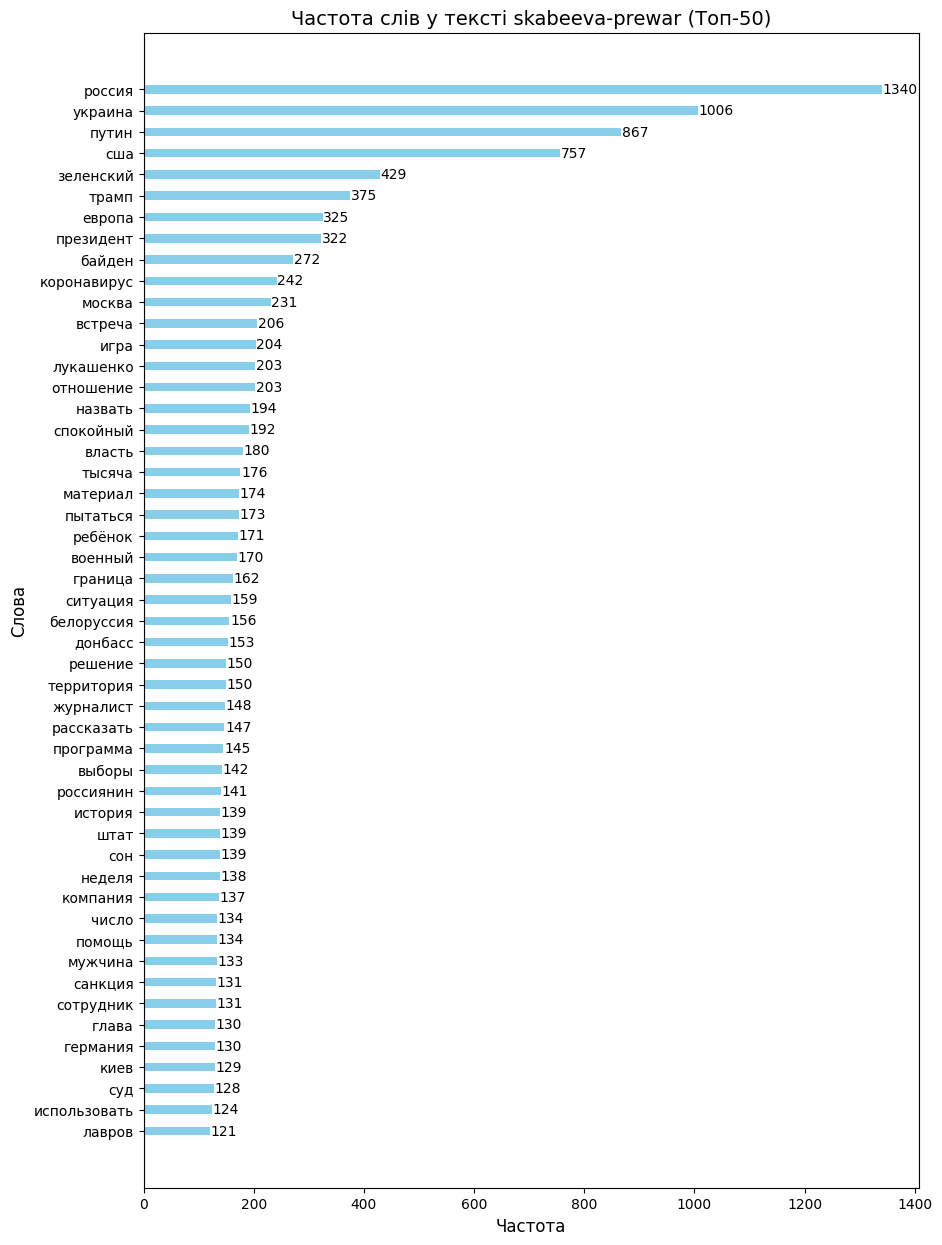 Частота слів у тексті skabeeva-prewar (Топ-50)
россия 1340
украина 1006
путин 867
сша 757
зеленский 429
трамп 375
европа 325
президент 322
байден 272
коронавирус 242
москва 231
встреча 206
игра 204
лукашенко 203
отношение 203
назвать 194
спокойный 192
власть 180
тысяча 176
материал 174
пытаться 173
ребёнок 171
военный 170
граница 162
ситуация 159
белоруссия 156
донбасс 153
решение 150
территория 150
журналист 148
рассказать 147
программа 145
выборы 142
россиянин 141
история 139
штат 139
сон 139
неделя 138
компания 137
число 134
помощь 134
мужчина 133
санкция 131
сотрудник 131
глава 130
германия 130
киев 129
суд 128
использовать 124
лавров 121
Слова
0 200 400 600 800 1000 1200 1400
Частота